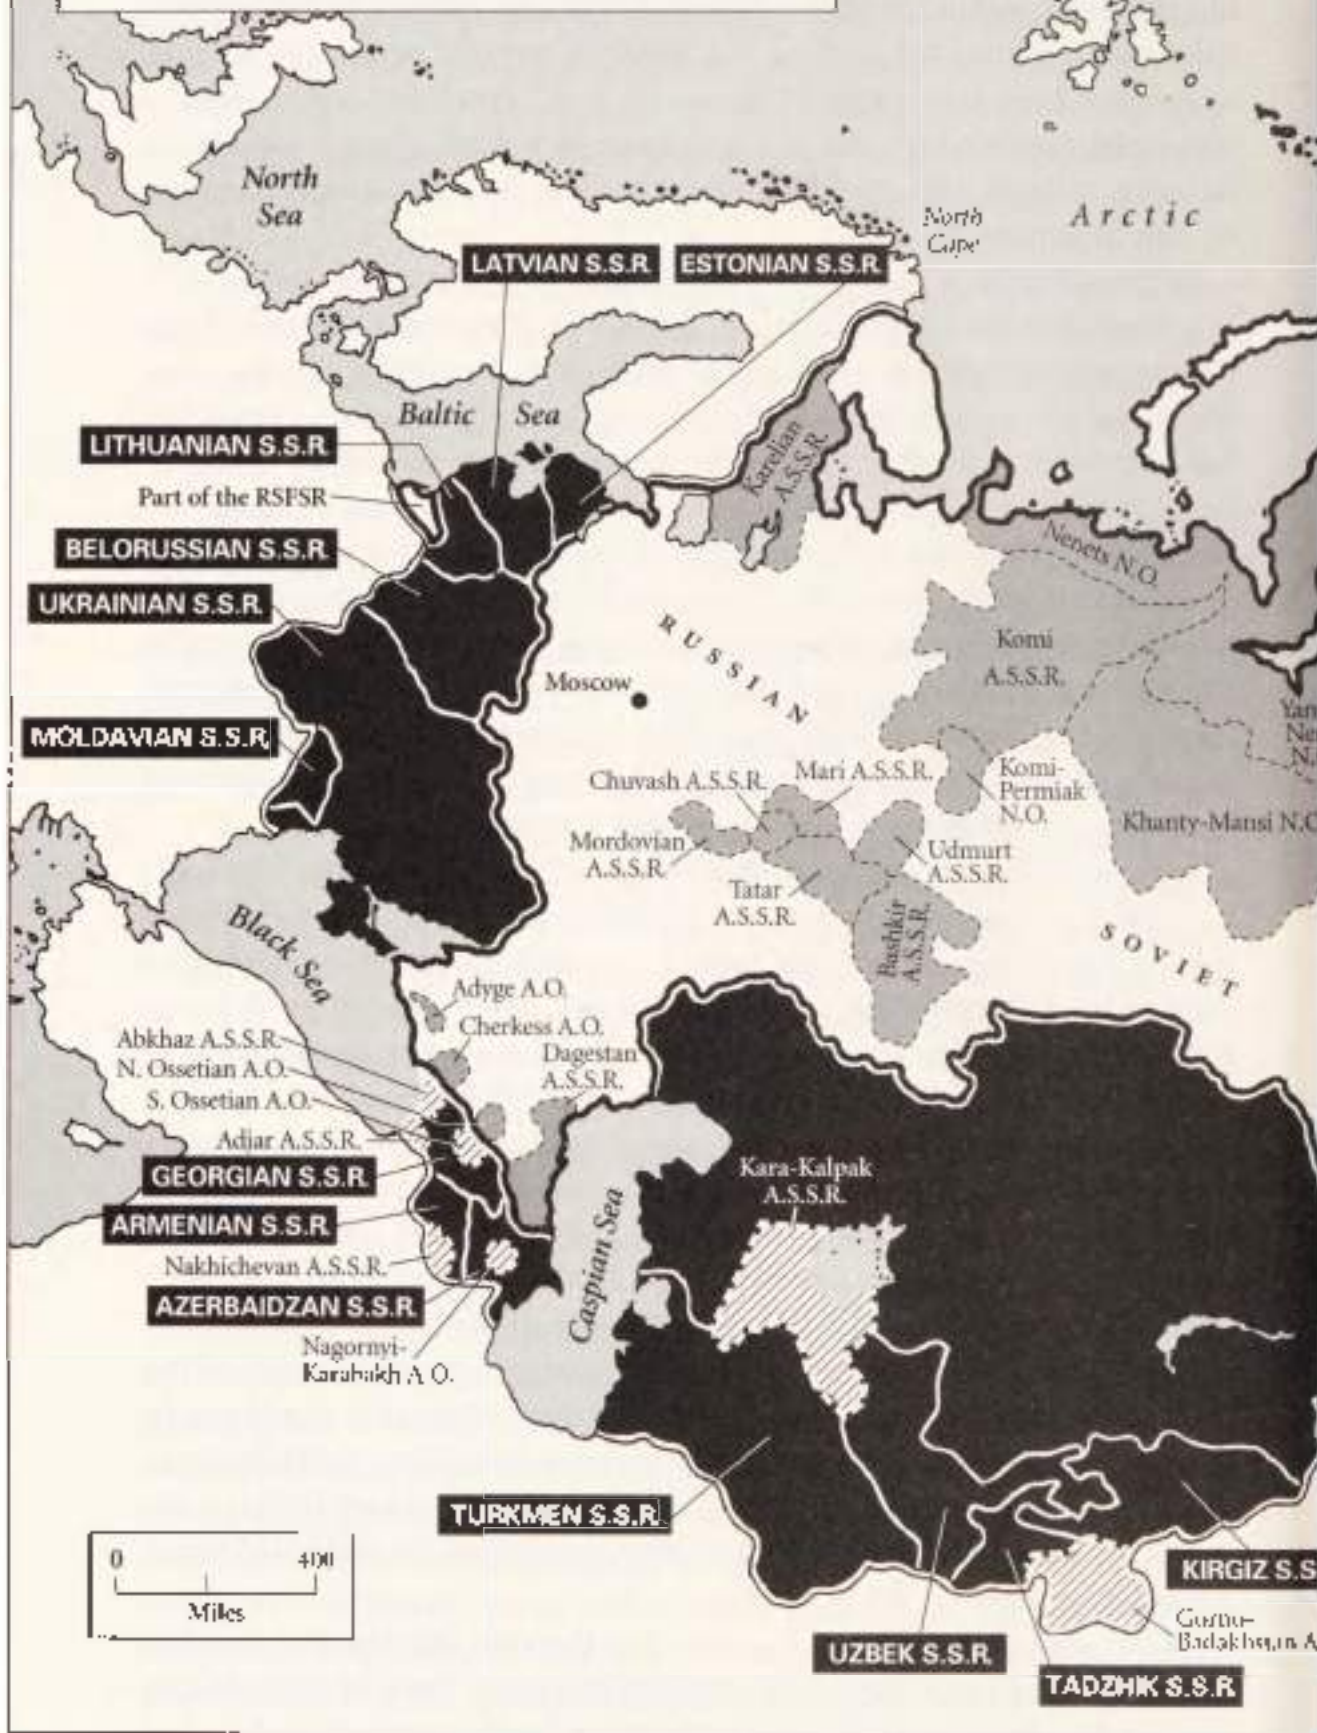 North
Sea
North
Cape
Arctic
LATVIAN S.S.R.
ESTONIAN S.S.R.
Baltic Sea
LITHUANIAN S.S.R.
Part of the RSFSR
BELORUSSIAN S.S.R.
UKRAINIAN S.S.R.
Karelian
A.S.S.R.
Nenets N.O.
RUSSIAN
Komi
A.S.S.R.
Moscow
MOLDAVIAN S.S.R.
Chuvash A.S.S.R.
Mari A.S.S.R.
Komi-
Permiak
N.O.
Khanty-Mansi N.O
Mordovian
A.S.S.R.
Udmurt
A.S.S.R.
Tatar
A.S.S.R.
Bashkir
A.S.S.R.
SOVIET
Black Sea
Adyge A.O.
Cherkess A.O.
Abkhaz A.S.S.R.
N. Ossetian A.O.
S. Ossetian A.O.
Dagestan
A.S.S.R.
Adjar A.S.S.R.
GEORGIAN S.S.R.
ARMENIAN S.S.R.
Nakhichevan A.S.S.R.
AZERBAIDZAN S.S.R.
Nagornyi-
Karabakh A.O.
Caspian Sea
Kara-Kalpak
A.S.S.R.
TURKMEN S.S.R.
0 400
Miles
KIRGIZ S.S
UZBEK S.S.R.
TADZHIK S.S.R.